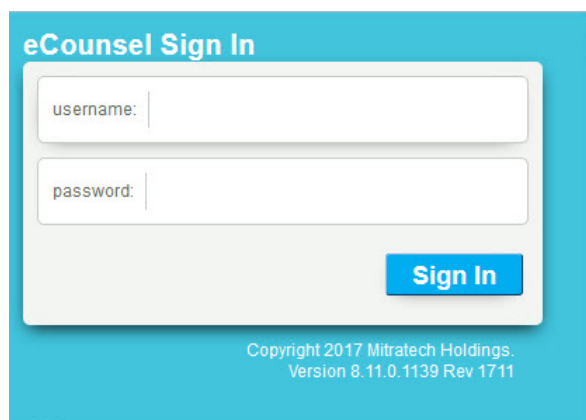 eCounsel Sign In
username:
password:
Sign In
Copyright 2017 Mitratech Holdings.
Version 8.11.0.1139 Rev 1711